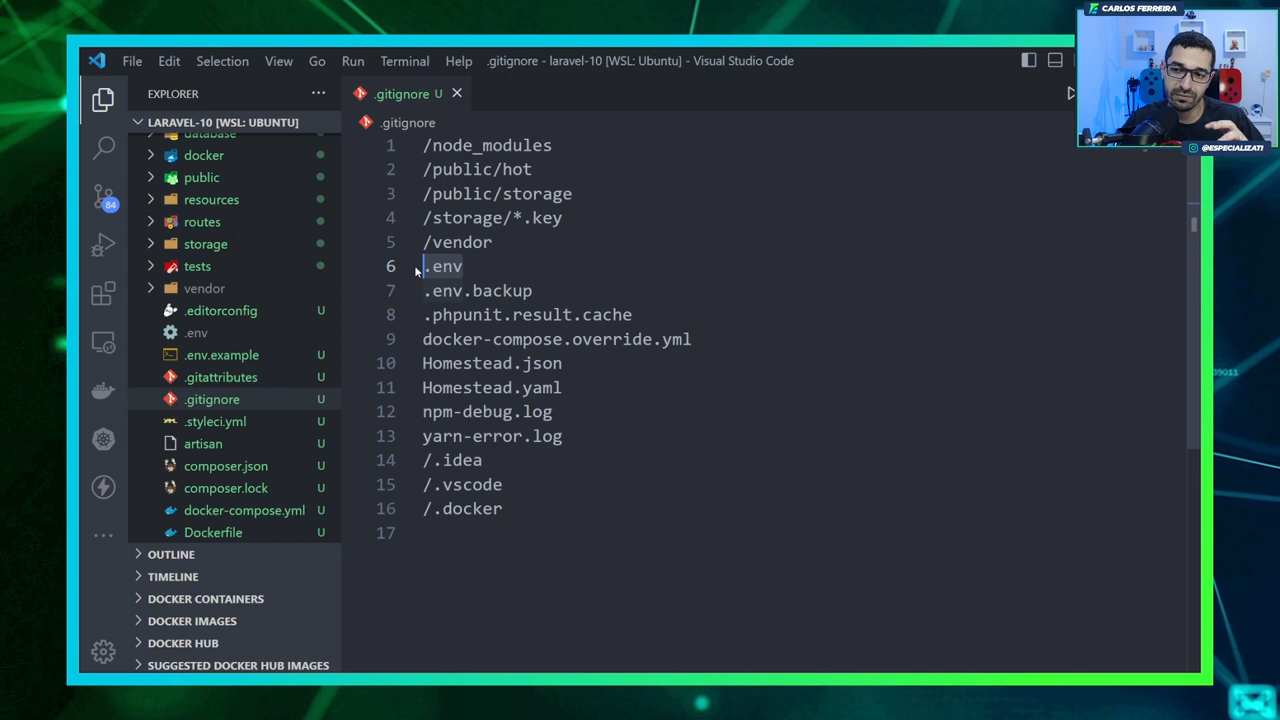 CARLOS FERREIRA
File Edit Selection View Go Run Terminal Help .gitignore - laravel-10 [WSL: Ubuntu] - Visual Studio Code
EXPLORER ···
.gitignore U
LARAVEL-10 [WSL: UBUNTU]
.gitignore
@ESPECIALIZATI
database
docker
public
resources
routes
storage
tests
vendor
.editorconfig U
.env
.env.example U
.gitattributes U
.gitignore U
.styleci.yml U
artisan U
composer.json U
composer.lock U
docker-compose.yml U
Dockerfile U
OUTLINE
TIMELINE
DOCKER CONTAINERS
DOCKER IMAGES
DOCKER HUB
SUGGESTED DOCKER HUB IMAGES
84
1 /node_modules
2 /public/hot
3 /public/storage
4 /storage/*.key
5 /vendor
6 .env
7 .env.backup
8 .phpunit.result.cache
9 docker-compose.override.yml
10 Homestead.json
11 Homestead.yaml
12 npm-debug.log
13 yarn-error.log
14 /.idea
15 /.vscode
16 /.docker
17
39011